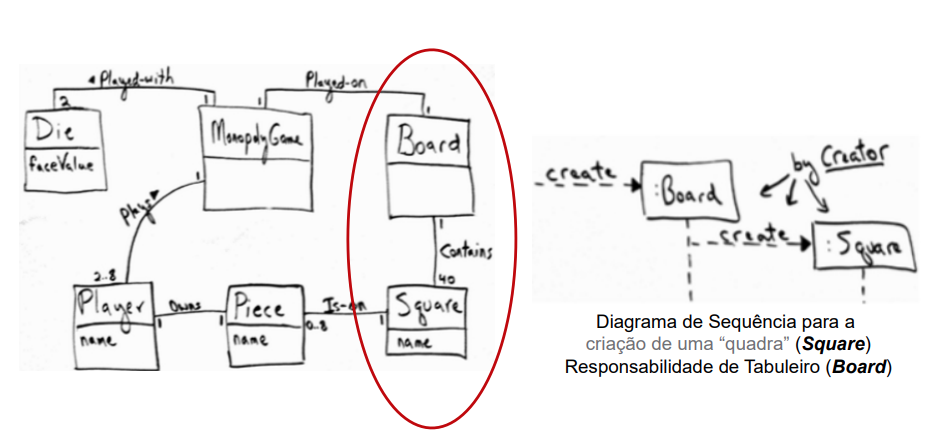 ◄ Played-with
Played-on
2
1
1
1
Die
faceValue
MonopolyGame
Board
Plays
1
1
Contains
40
2..8
Player
name
Owns
1
1
Piece
name
Is-on
0..8
1
Square
name
create
:Board
by Creator
create
:Square
Diagrama de Sequência para a
criação de uma “quadra” (Square)
Responsabilidade de Tabuleiro (Board)